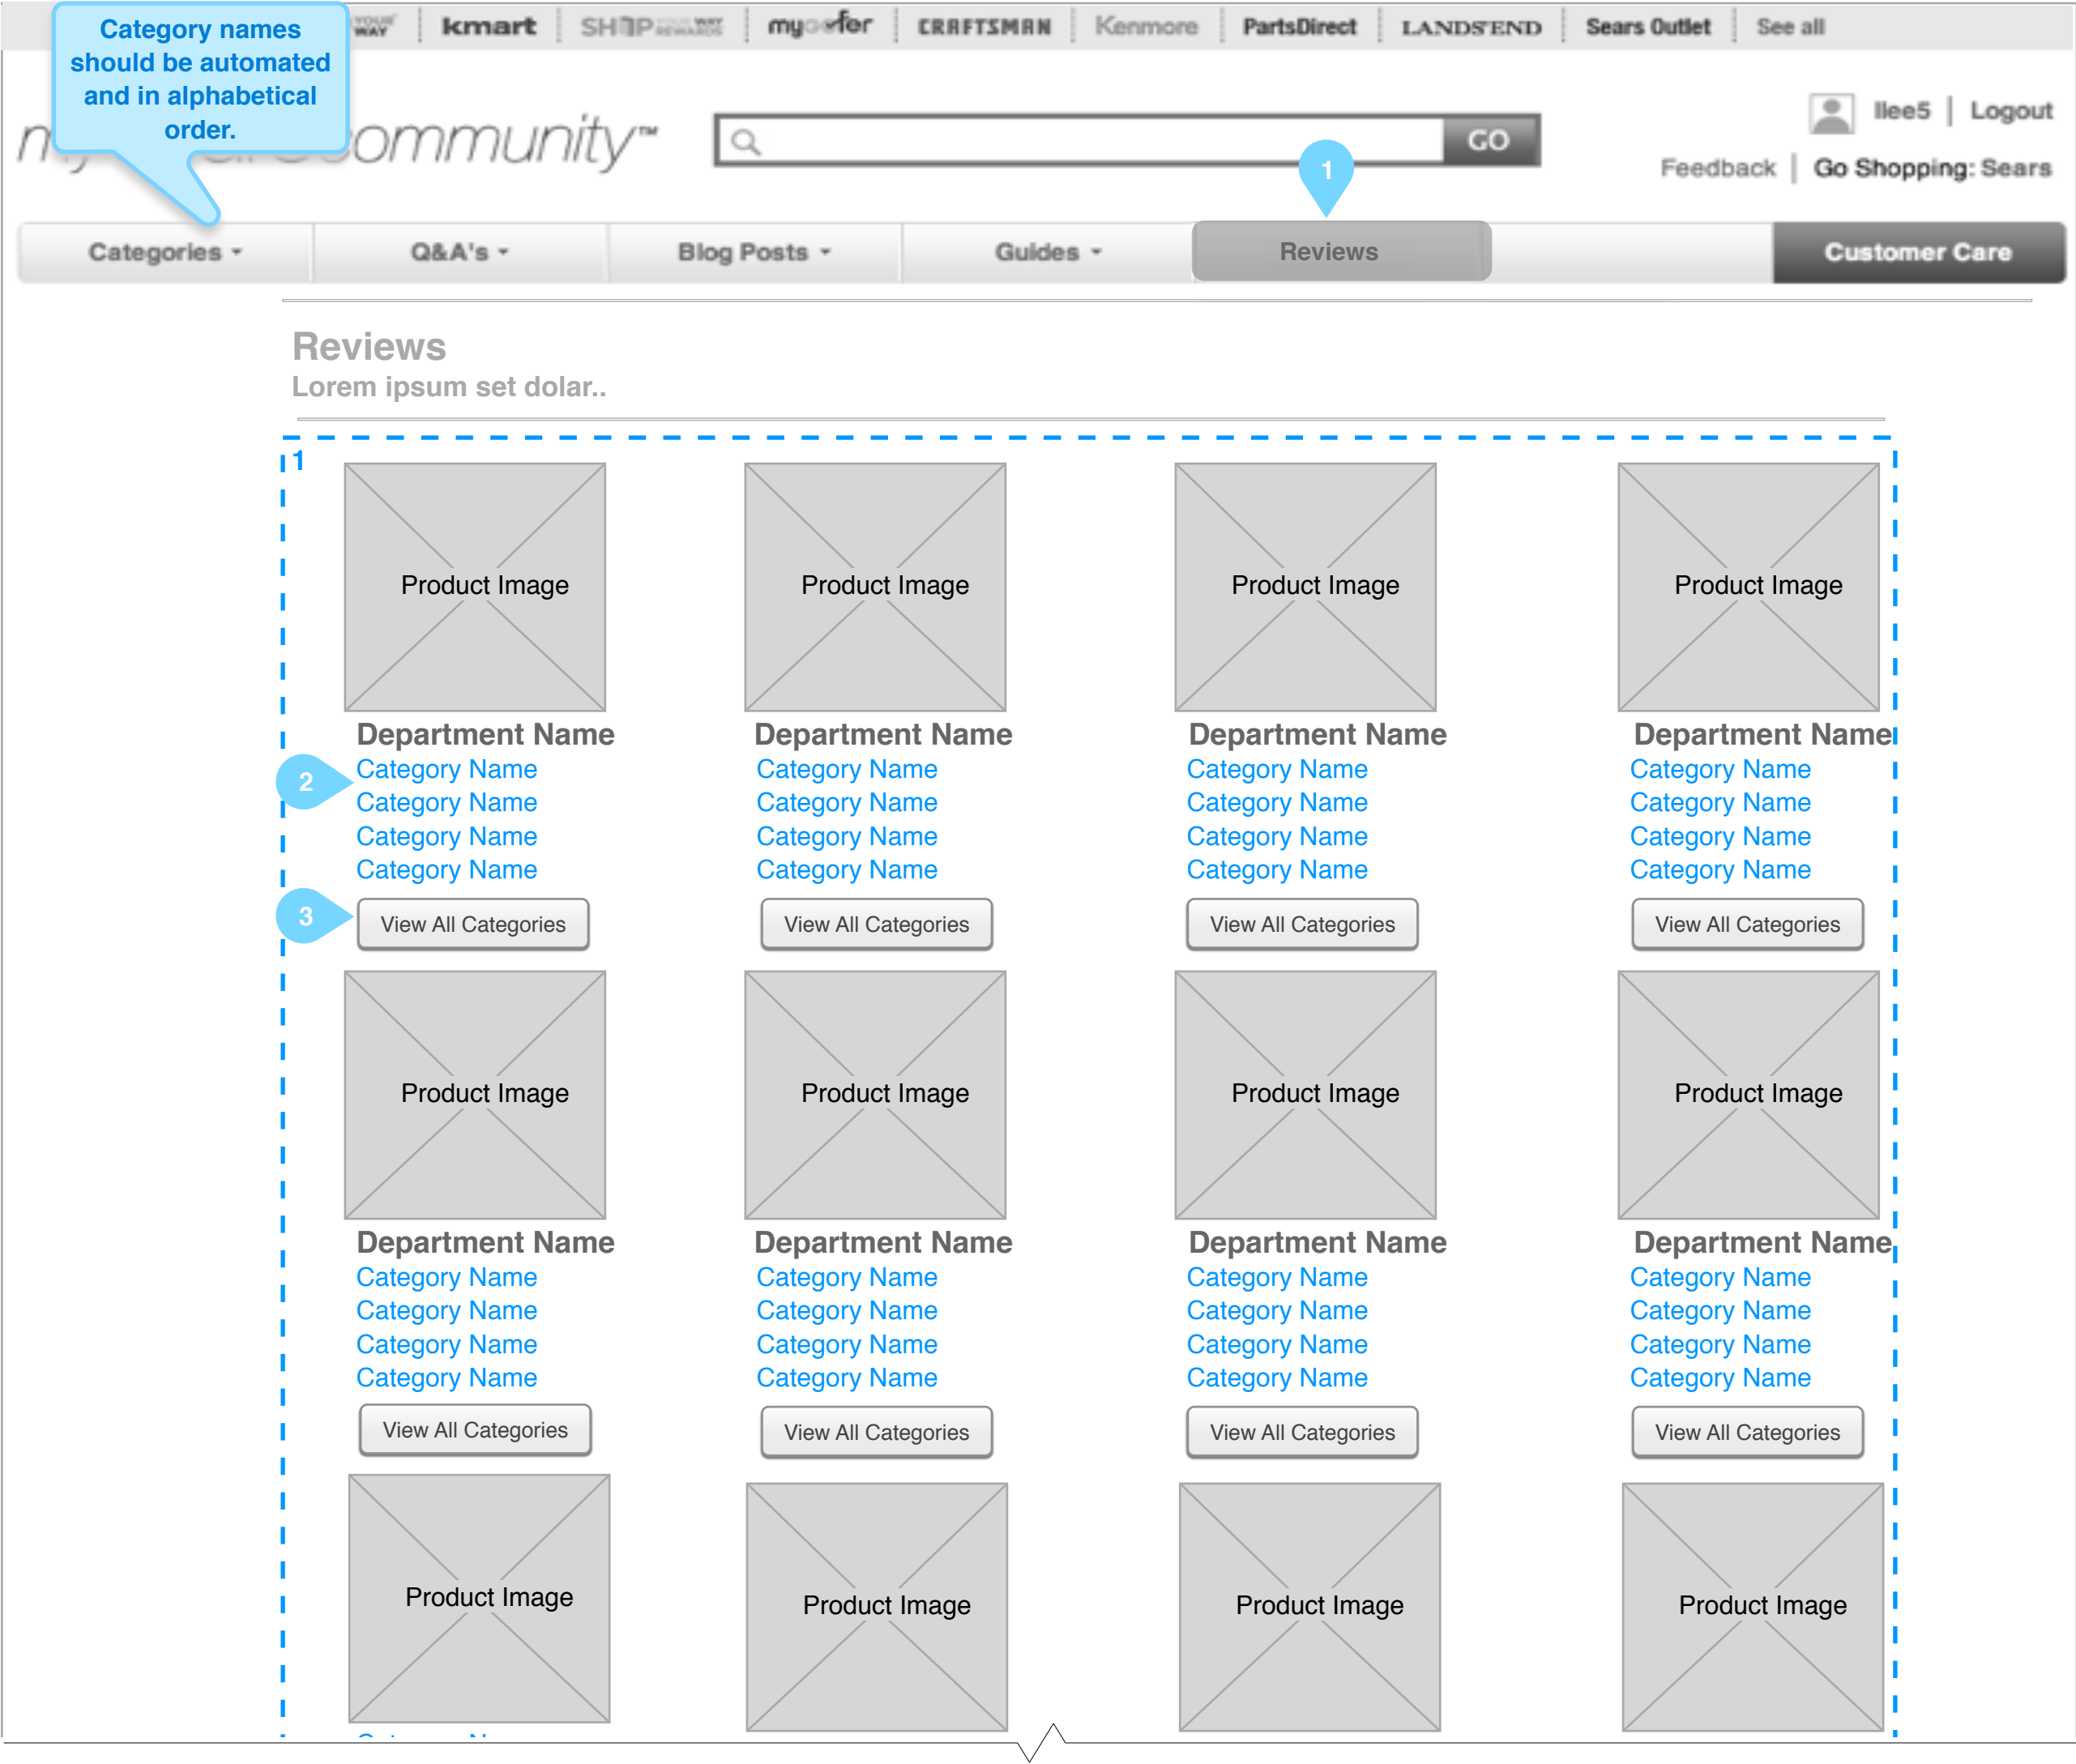 Category names
should be automated
and in alphabetical
order.
WAY kmart SHOP YOUR WAY REWARDS mygofer CRAFTSMAN Kenmore PartsDirect LANDS'END Sears Outlet See all
community™
GO
llee5 | Logout
Feedback | Go Shopping: Sears
1
Categories Q&A's Blog Posts Guides Reviews Customer Care
Reviews
Lorem ipsum set dolar..
1
Product Image Product Image Product Image Product Image
Department Name Department Name Department Name Department Name
2 Category Name Category Name Category Name Category Name
Category Name Category Name Category Name Category Name
Category Name Category Name Category Name Category Name
Category Name Category Name Category Name Category Name
3 View All Categories View All Categories View All Categories View All Categories
Product Image Product Image Product Image Product Image
Department Name Department Name Department Name Department Name
Category Name Category Name Category Name Category Name
Category Name Category Name Category Name Category Name
Category Name Category Name Category Name Category Name
Category Name Category Name Category Name Category Name
View All Categories View All Categories View All Categories View All Categories
Product Image Product Image Product Image Product Image